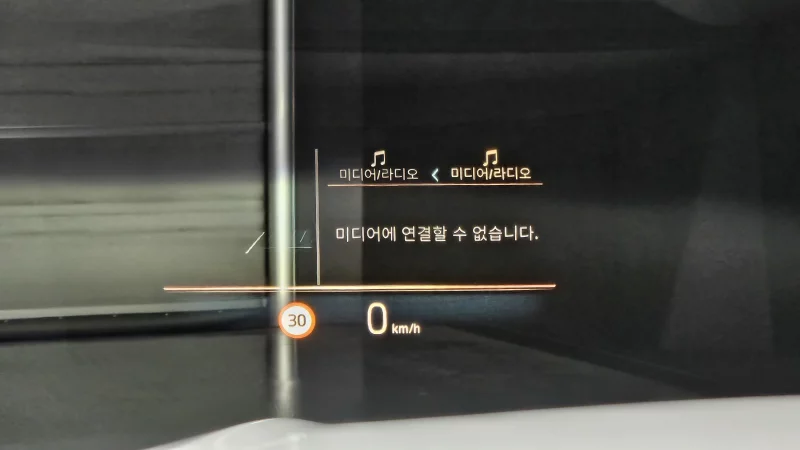 미디어/라디오 < 미디어/라디오
미디어에 연결할 수 없습니다.
30
0 km/h